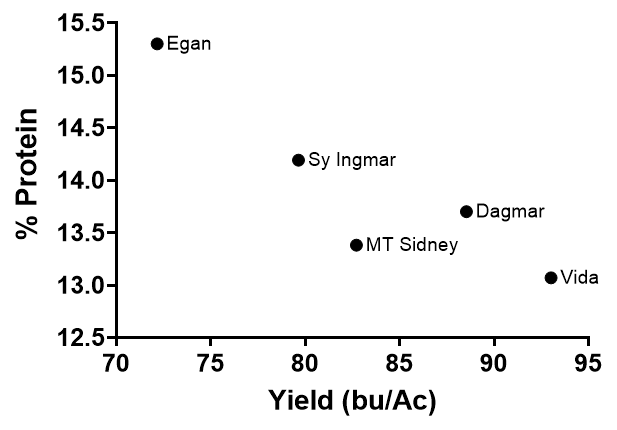 15.5
15.0
14.5
14.0
13.5
13.0
12.5
% Protein
Egan
Sy Ingmar
Dagmar
MT Sidney
Vida
70 75 80 85 90 95
Yield (bu/Ac)